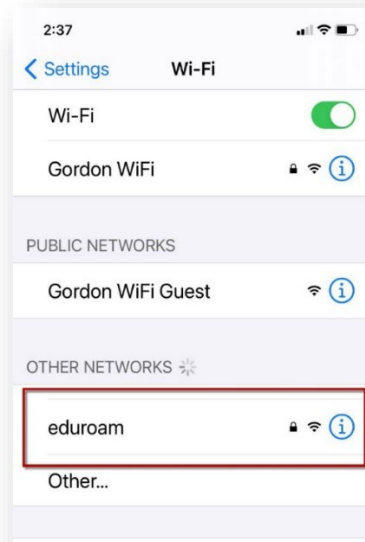 2:37
Settings Wi-Fi
Wi-Fi
Gordon WiFi
PUBLIC NETWORKS
Gordon WiFi Guest
OTHER NETWORKS
eduroam
Other...